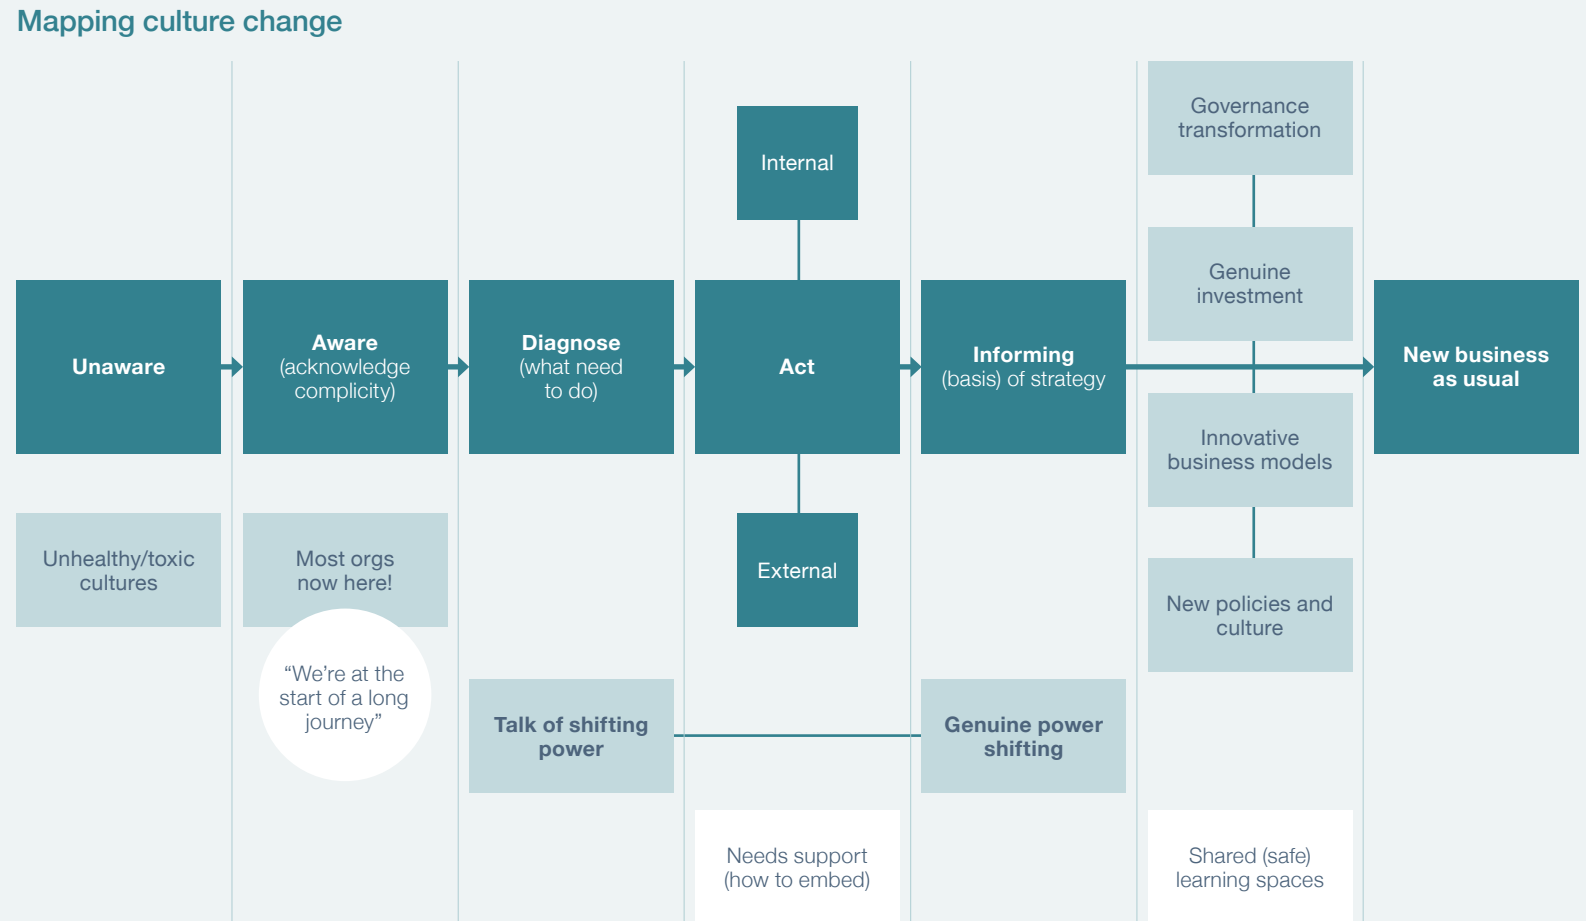 Mapping culture change
Unaware
Unhealthy/toxic
cultures
Aware
(acknowledge
complicity)
Most orgs
now here!
“We’re at the
start of a long
journey”
Diagnose
(what need
to do)
Talk of shifting
power
Internal
Act
External
Needs support
(how to embed)
Informing
(basis) of strategy
Genuine power
shifting
Governance
transformation
Genuine
investment
Innovative
business models
New policies and
culture
Shared (safe)
learning spaces
New business
as usual